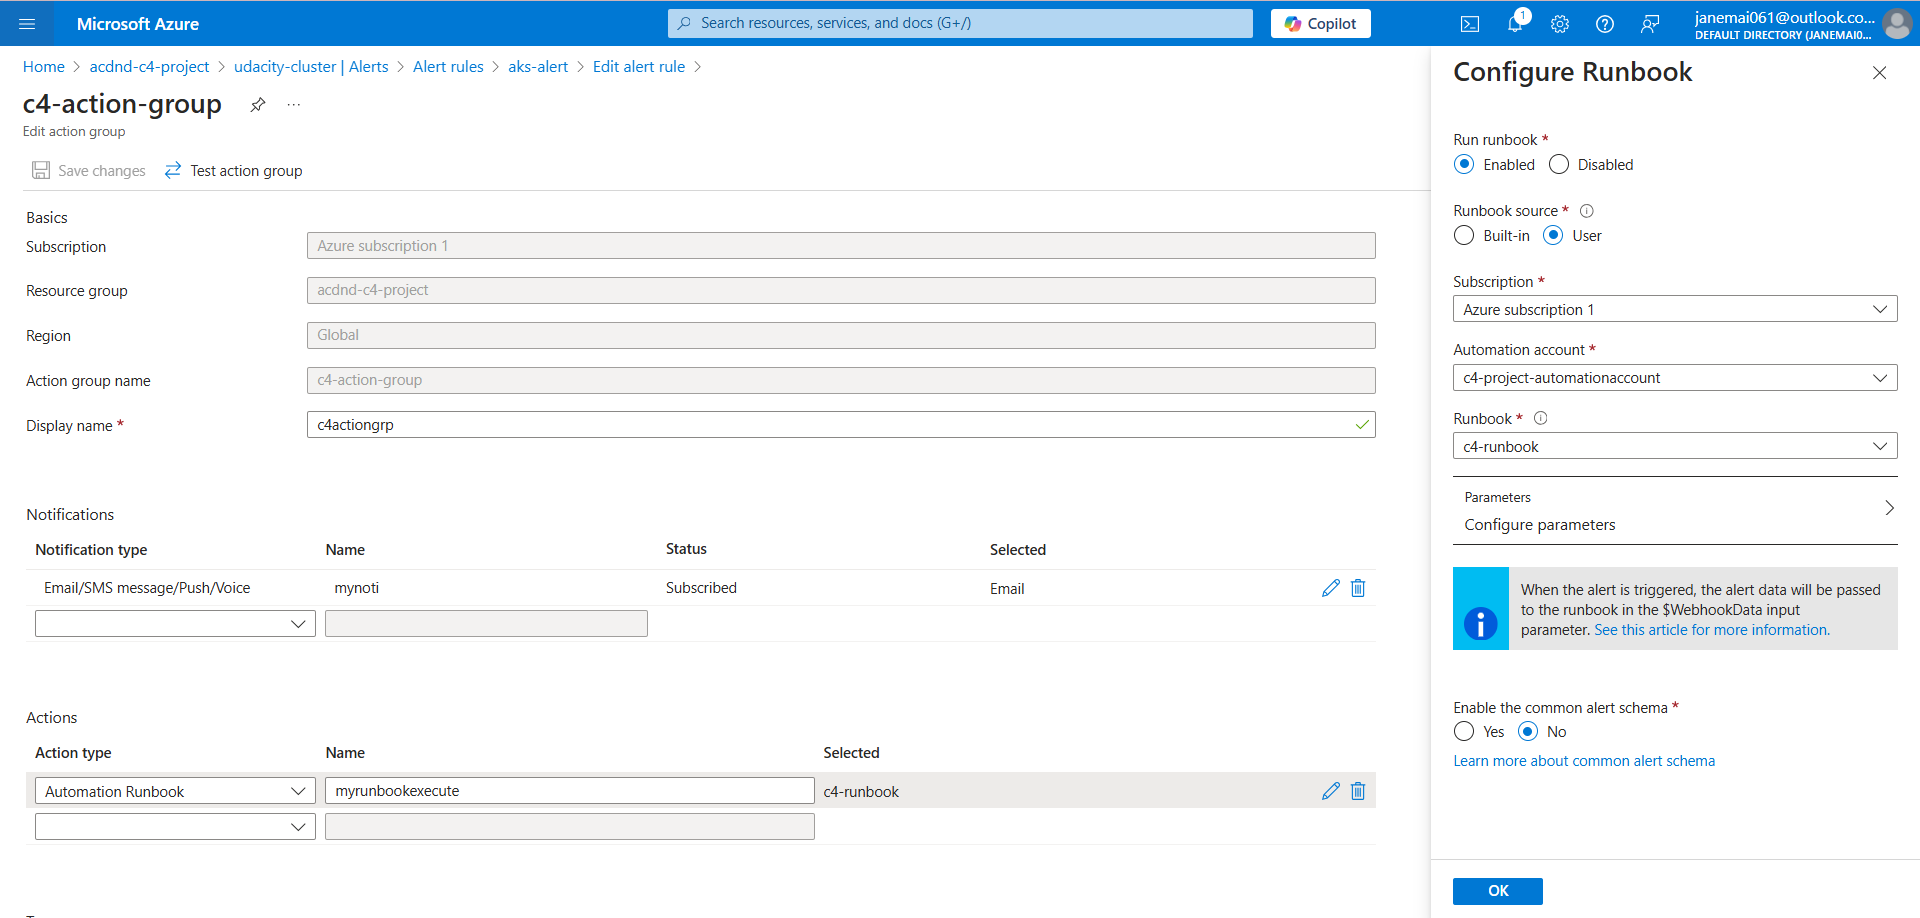 Microsoft Azure
Search resources, services, and docs (G+/)
Copilot
1
janemai061@outlook.co...
DEFAULT DIRECTORY (JANEMAI0...
Home > acdnd-c4-project > udacity-cluster | Alerts > Alert rules > aks-alert > Edit alert rule >
c4-action-group
...
Edit action group
Save changes
Test action group
Basics
Subscription
Azure subscription 1
Resource group
acdnd-c4-project
Region
Global
Action group name
c4-action-group
Display name *
c4actiongrp
Notifications
Notification type Name Status Selected
Email/SMS message/Push/Voice mynoti Subscribed Email
Actions
Action type Name Selected
Automation Runbook myrunbookexecute c4-runbook
Configure Runbook
Run runbook *
Enabled Disabled
Runbook source *
Built-in User
Subscription *
Azure subscription 1
Automation account *
c4-project-automationaccount
Runbook *
c4-runbook
Parameters
Configure parameters
When the alert is triggered, the alert data will be passed
to the runbook in the $WebhookData input
parameter. See this article for more information.
Enable the common alert schema *
Yes No
Learn more about common alert schema
OK